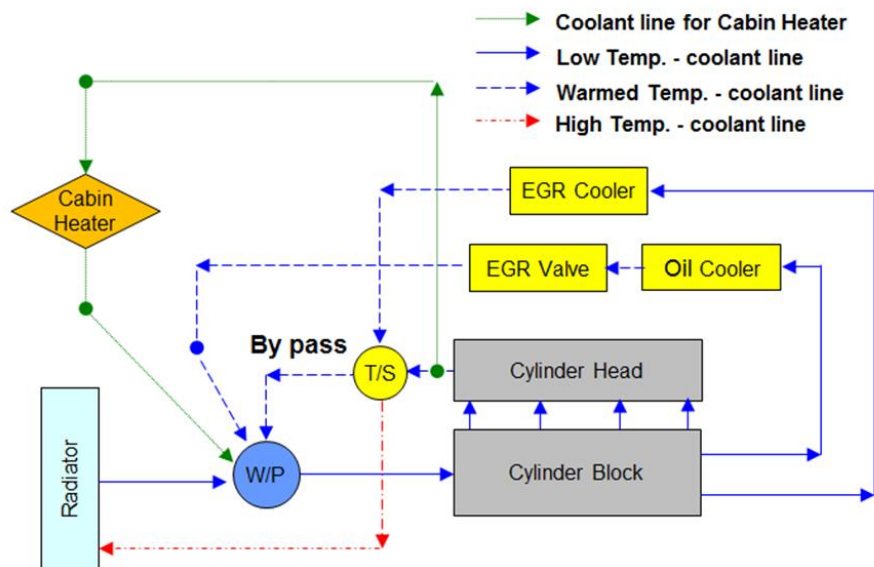 Coolant line for Cabin Heater
Low Temp. - coolant line
Warmed Temp. - coolant line
High Temp. - coolant line
EGR Cooler
Cabin
Heater
EGR Valve
Oil Cooler
By pass
T/S
Cylinder Head
W/P
Cylinder Block
Radiator